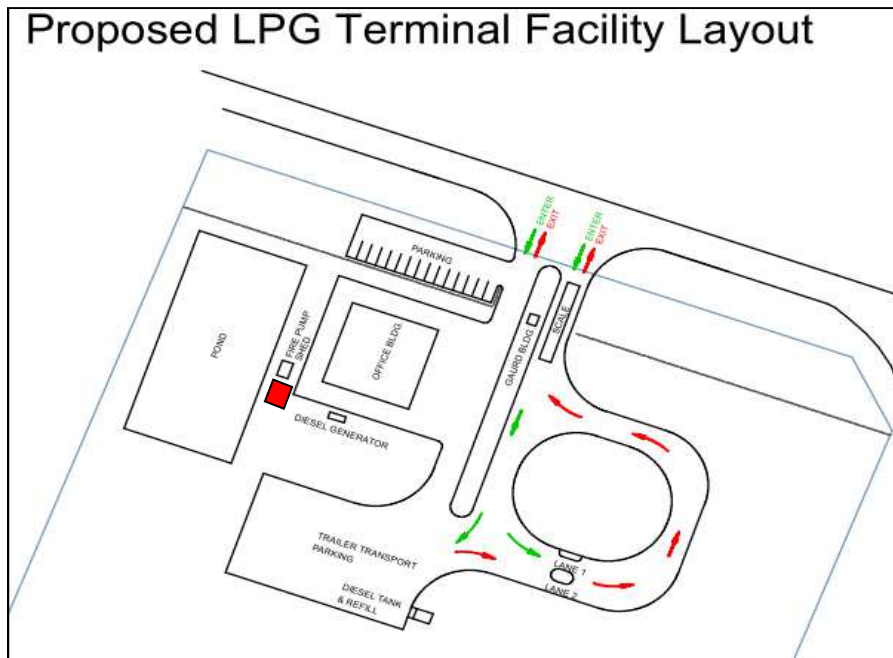 Proposed LPG Terminal Facility Layout
ENTER
EXIT
ENTER
EXIT
PARKING
SCALE
GAURD BLDG
FIRE PUMP
SHED
OFFICE BLDG.
POND
DIESEL GENERATOR
TRAILER TRANSPORT
PARKING
LANE 1
LANE 2
DIESEL TANK
& REFILL